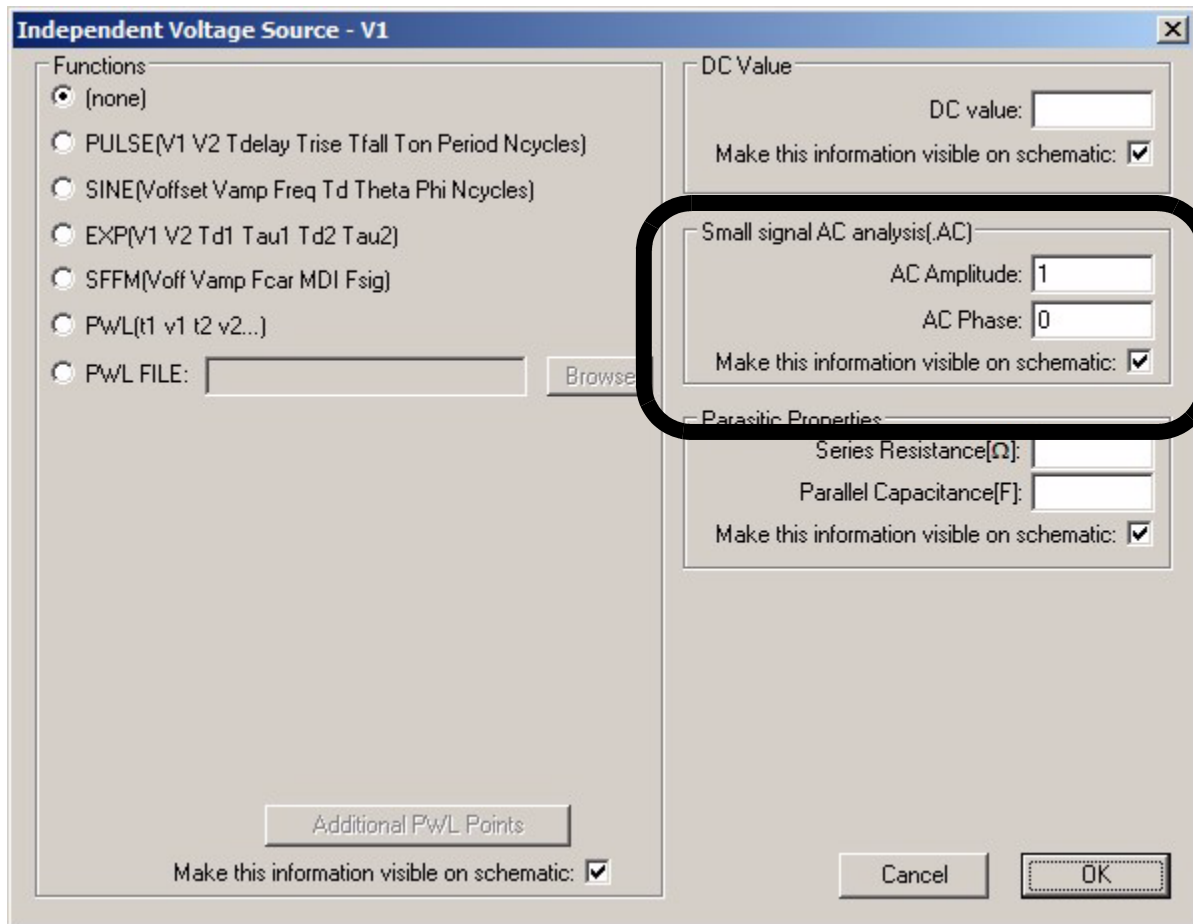 Independent Voltage Source - V1
Functions
(none)
PULSE(V1 V2 Tdelay Trise Tfall Ton Period Ncycles)
SINE(Voffset Vamp Freq Td Theta Phi Ncycles)
EXP(V1 V2 Td1 Tau1 Td2 Tau2)
SFFM(Voff Vamp Fcar MDI Fsig)
PWL(t1 v1 t2 v2...)
PWL FILE:
Browse
Additional PWL Points
Make this information visible on schematic:
DC Value
DC value:
Make this information visible on schematic:
Small signal AC analysis(.AC)
AC Amplitude: 1
AC Phase: 0
Make this information visible on schematic:
Parasitic Properties
Series Resistance[Ω]:
Parallel Capacitance[F]:
Make this information visible on schematic:
Cancel
OK